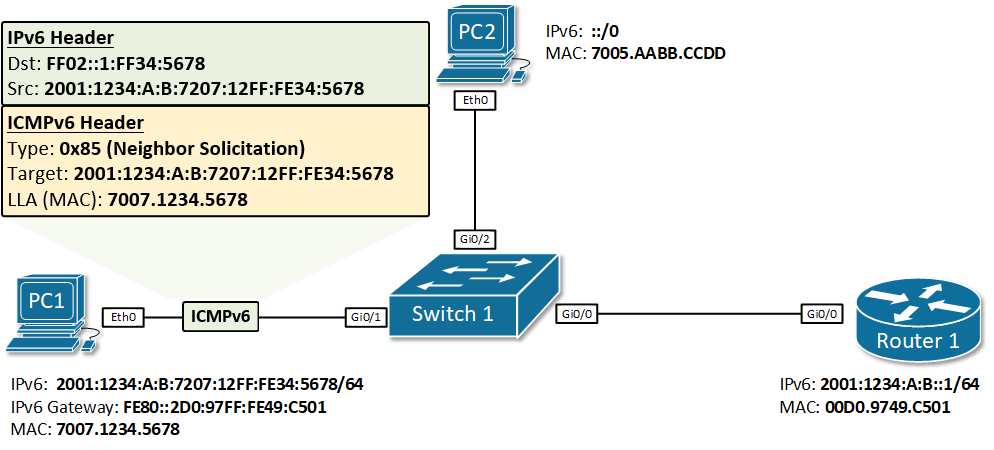 IPv6 Header
Dst: FF02::1:FF34:5678
Src: 2001:1234:A:B:7207:12FF:FE34:5678
ICMPv6 Header
Type: 0x85 (Neighbor Solicitation)
Target: 2001:1234:A:B:7207:12FF:FE34:5678
LLA (MAC): 7007.1234.5678
PC2
IPv6: ::/0
MAC: 7005.AABB.CCDD
Eth0
Gi0/2
PC1
Eth0
ICMPv6
Gi0/1
Switch 1
Gi0/0
Gi0/0
Router 1
IPv6: 2001:1234:A:B:7207:12FF:FE34:5678/64
IPv6 Gateway: FE80::2D0:97FF:FE49:C501
MAC: 7007.1234.5678
IPv6: 2001:1234:A:B::1/64
MAC: 00D0.9749.C501